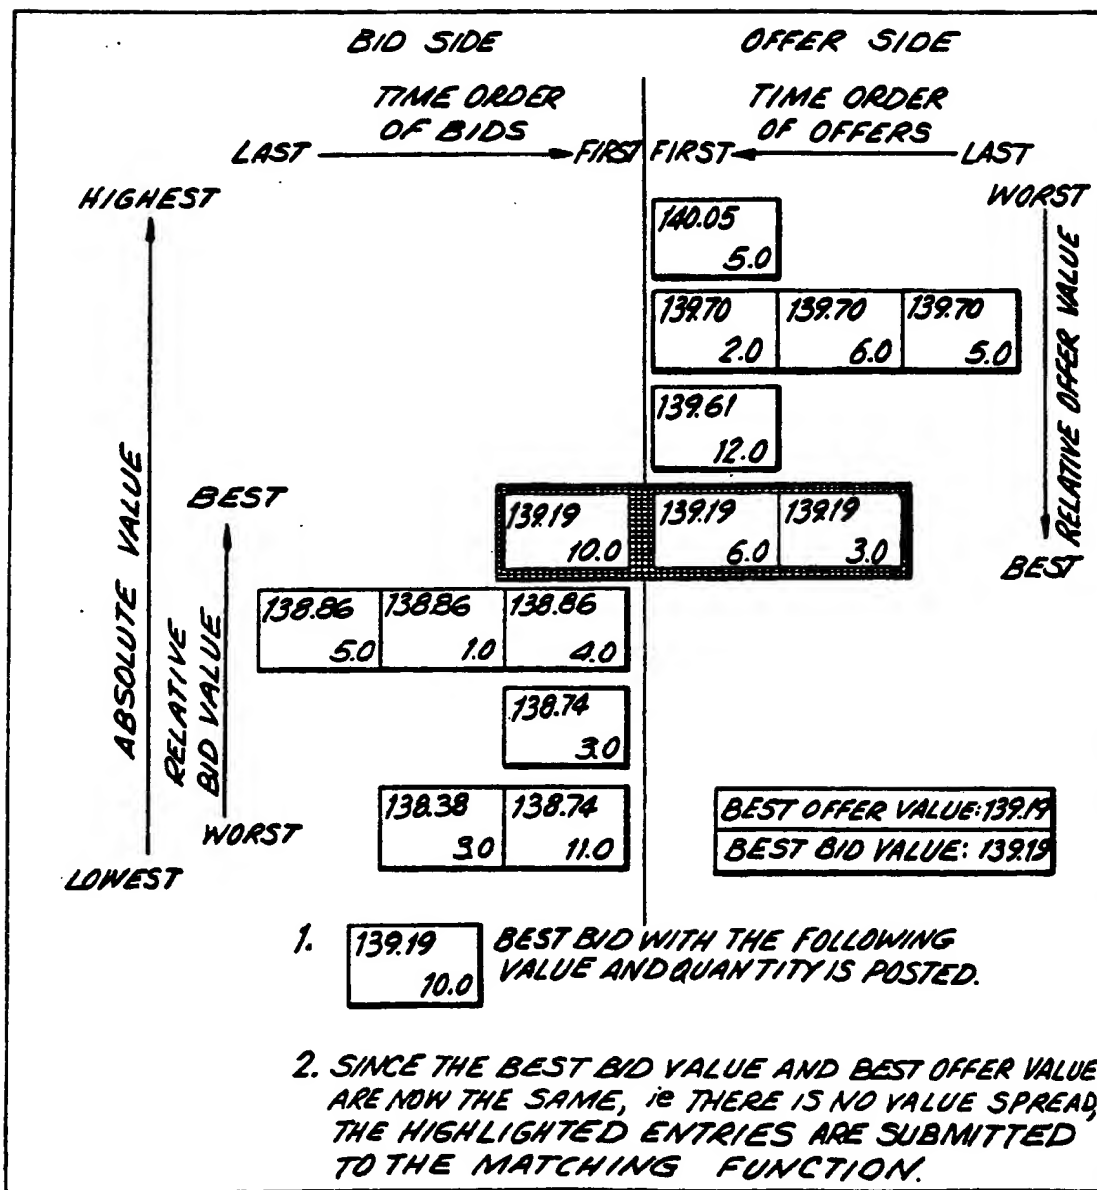 BID SIDE
OFFER SIDE
TIME ORDER
OF BIDS
TIME ORDER
OF OFFERS
LAST
FIRST
FIRST
LAST
HIGHEST
WORST
140.05
5.0
139.70
139.70
139.70
2.0
6.0
5.0
RELATIVE OFFER VALUE
139.61
12.0
ABSOLUTE VALUE
BEST
139.19
139.19
139.19
10.0
6.0
3.0
BEST
138.86
138.86
138.86
5.0
1.0
4.0
RELATIVE
BID VALUE
138.74
3.0
138.38
138.74
3.0
11.0
WORST
LOWEST
BEST OFFER VALUE: 139.19
BEST BID VALUE: 139.19
1.
139.19
10.0
BEST BID WITH THE FOLLOWING
VALUE AND QUANTITY IS POSTED.
2. SINCE THE BEST BID VALUE AND BEST OFFER VALUE
ARE NOW THE SAME, ie THERE IS NO VALUE SPREAD,
THE HIGHLIGHTED ENTRIES ARE SUBMITTED
TO THE MATCHING FUNCTION.